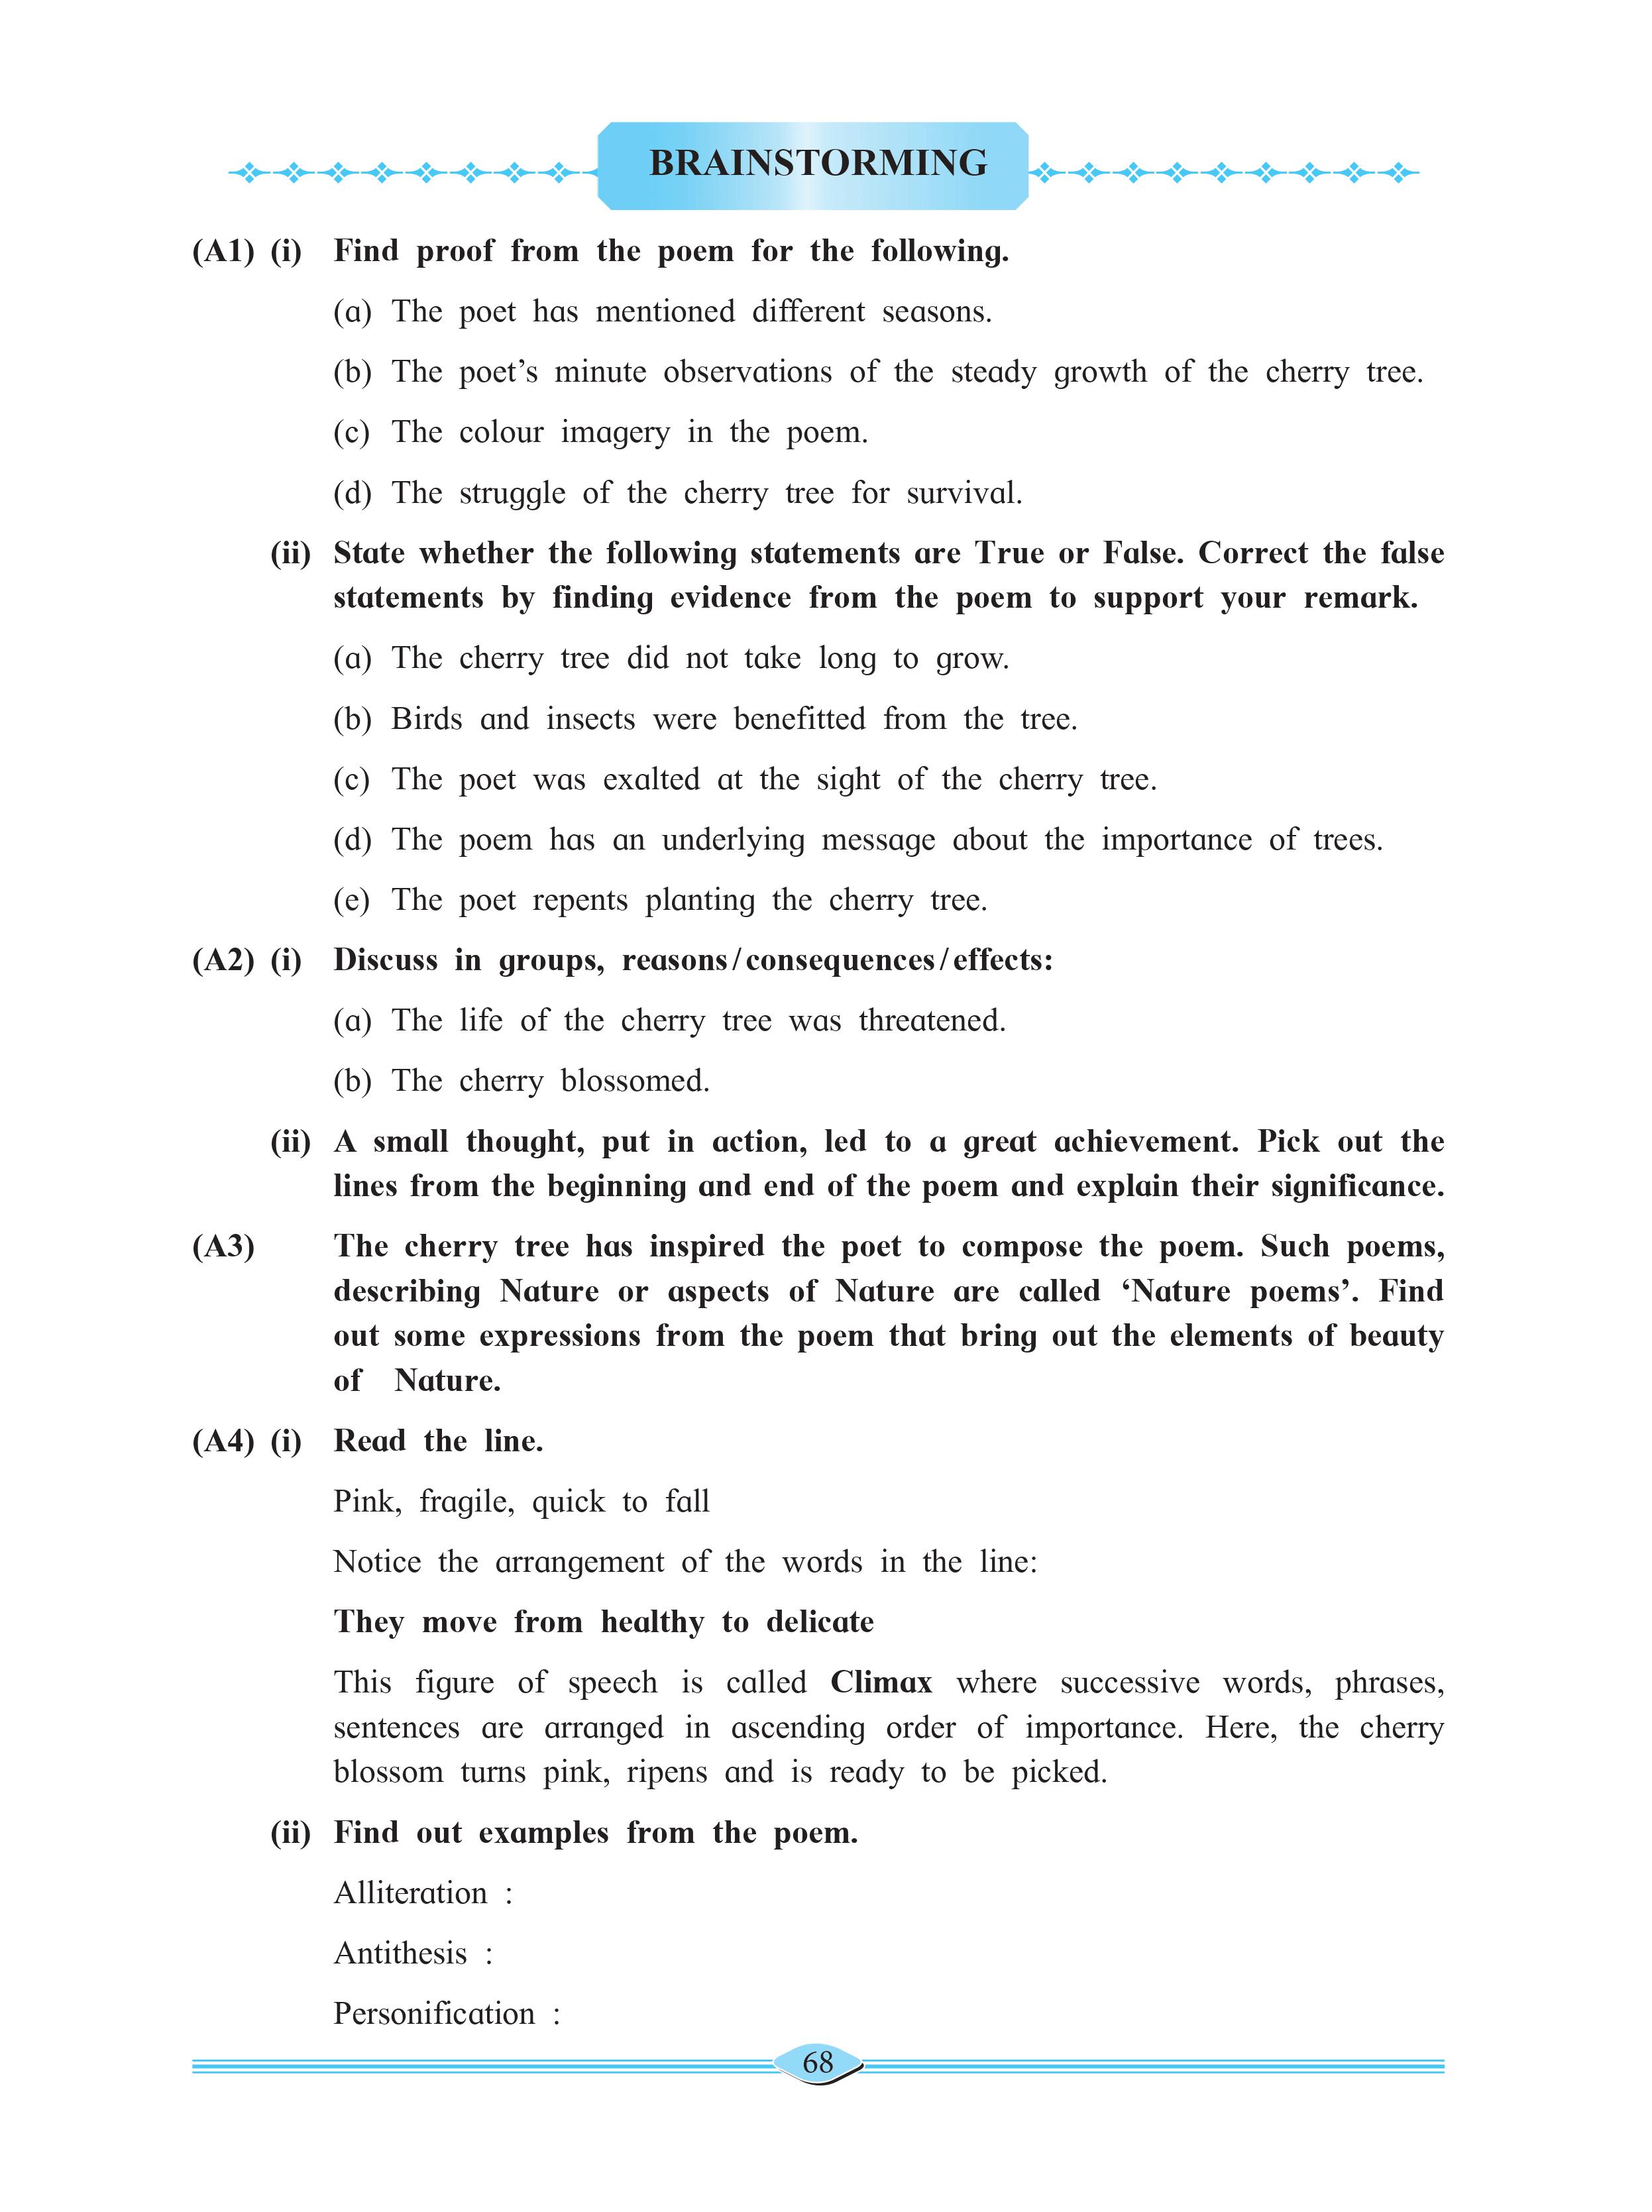 BRAINSTORMING
(A1) (i) Find proof from the poem for the following.
(a) The poet has mentioned different seasons.
(b) The poet’s minute observations of the steady growth of the cherry tree.
(c) The colour imagery in the poem.
(d) The struggle of the cherry tree for survival.
(ii) State whether the following statements are True or False. Correct the false
statements by finding evidence from the poem to support your remark.
(a) The cherry tree did not take long to grow.
(b) Birds and insects were benefitted from the tree.
(c) The poet was exalted at the sight of the cherry tree.
(d) The poem has an underlying message about the importance of trees.
(e) The poet repents planting the cherry tree.
(A2) (i) Discuss in groups, reasons/consequences/effects:
(a) The life of the cherry tree was threatened.
(b) The cherry blossomed.
(ii) A small thought, put in action, led to a great achievement. Pick out the
lines from the beginning and end of the poem and explain their significance.
(A3) The cherry tree has inspired the poet to compose the poem. Such poems,
describing Nature or aspects of Nature are called ‘Nature poems’. Find
out some expressions from the poem that bring out the elements of beauty
of Nature.
(A4) (i) Read the line.
Pink, fragile, quick to fall
Notice the arrangement of the words in the line:
They move from healthy to delicate
This figure of speech is called Climax where successive words, phrases,
sentences are arranged in ascending order of importance. Here, the cherry
blossom turns pink, ripens and is ready to be picked.
(ii) Find out examples from the poem.
Alliteration :
Antithesis :
Personification :
68